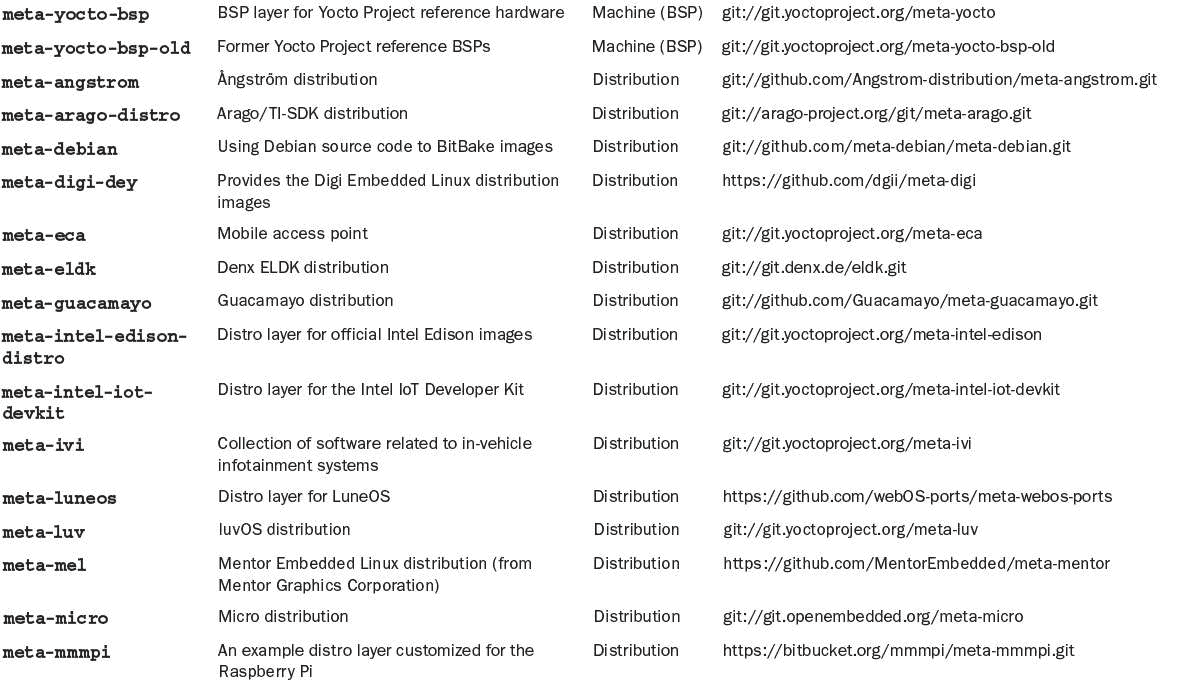 meta-yocto-bsp BSP layer for Yocto Project reference hardware Machine (BSP) git://git.yoctoproject.org/meta-yocto
meta-yocto-bsp-old Former Yocto Project reference BSPs Machine (BSP) git://git.yoctoproject.org/meta-yocto-bsp-old
meta-angstrom Ångström distribution Distribution git://github.com/Angstrom-distribution/meta-angstrom.git
meta-arago-distro Arago/TI-SDK distribution Distribution git://arago-project.org/git/meta-arago.git
meta-debian Using Debian source code to BitBake images Distribution git://github.com/meta-debian/meta-debian.git
meta-digi-dey Provides the Digi Embedded Linux distribution Distribution https://github.com/dgii/meta-digi
images
meta-eca Mobile access point Distribution git://git.yoctoproject.org/meta-eca
meta-eldk Denx ELDK distribution Distribution git://git.denx.de/eldk.git
meta-guacamayo Guacamayo distribution Distribution git://github.com/Guacamayo/meta-guacamayo.git
meta-intel-edison- Distro layer for official Intel Edison images Distribution git://git.yoctoproject.org/meta-intel-edison
distro
meta-intel-iot- Distro layer for the Intel IoT Developer Kit Distribution git://git.yoctoproject.org/meta-intel-iot-devkit
devkit
meta-ivi Collection of software related to in-vehicle Distribution git://git.yoctoproject.org/meta-ivi
infotainment systems
meta-luneos Distro layer for LuneOS Distribution https://github.com/webOS-ports/meta-webos-ports
meta-luv luvOS distribution Distribution git://git.yoctoproject.org/meta-luv
meta-mel Mentor Embedded Linux distribution (from Distribution https://github.com/MentorEmbedded/meta-mentor
Mentor Graphics Corporation)
meta-micro Micro distribution Distribution git://git.openembedded.org/meta-micro
meta-mmmpi An example distro layer customized for the Distribution https://bitbucket.org/mmmpi/meta-mmmpi.git
Raspberry Pi